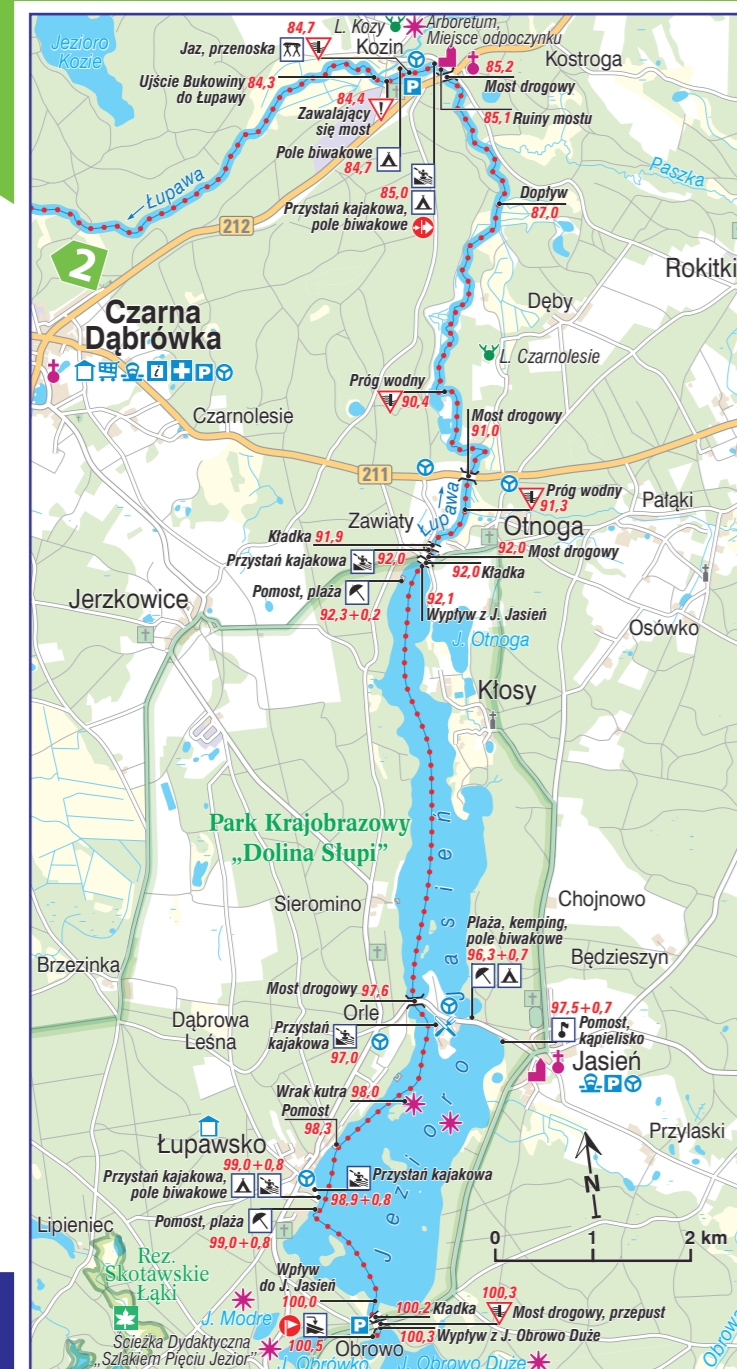 84,7
L. Kozy
Arboretum,
Miejsce odpoczynku
Jezioro
Kozie
Jaz, przenoska
Kozin
Kostroga
85,2
Most drogowy
Ujście Bukowiny 84,3
do Łupawy
84,4
Zawalający
się most
P
85,1 Ruiny mostu
Pole biwakowe
84,7
Paszka
Łupawa
85,0
Przystań kajakowa,
pole biwakowe
Dopływ
87,0
212
2
Rokitki
Czarna
Dąbrówka
Dęby
L. Czarnolesie
i
P
Próg wodny
90,4
Czarnolesie
Most drogowy
91,0
211
Próg wodny
91,3
Pałąki
Łupawa
Zawiaty
Otnoga
Kładka 91,9
92,0 Most drogowy
Przystań kajakowa
92,0
92,0 Kładka
Pomost, plaża
92,3+0,2
92,1
Wypływ z J. Jasień
Jerzkowice
J. Otnoga
Osówko
Kłosy
Park Krajobrazowy
„Dolina Słupi”
Jezioro Jasień
Sieromino
Chojnowo
Plaża, kemping,
pole biwakowe
96,3+0,7
Będzieszyn
Brzezinka
Most drogowy 97,6
97,5+0,7
Pomost,
kąpielisko
Dąbrowa
Leśna
Orle
Przystań
kajakowa
97,0
Jasień
P
Wrak kutra 98,0
Pomost
98,3
Przylaski
Łupawsko
99,0+0,8
Przystań kajakowa,
pole biwakowe
Przystań kajakowa
98,9+0,8
N
Lipieniec
Pomost, plaża
99,0+0,8
0 1 2 km
Rez.
Skotawskie
Łąki
Wpływ
do J. Jasień
100,0
100,3
100,2 Kładka
Most drogowy, przepust
J. Modre
100,5
P
100,3 Wypływ z J. Obrowo Duże
Ścieżka Dydaktyczna
„Szlakiem Pięciu Jezior”
Obrowo
J. Obrówko
J. Obrowo Duże
Obrowa